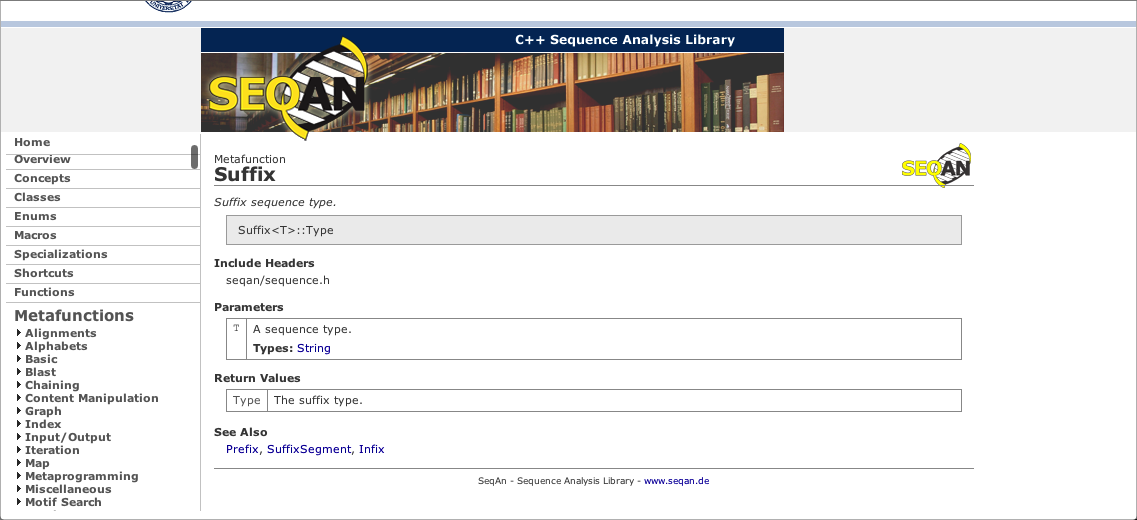 C++ Sequence Analysis Library
SEQAN
Home
Overview
Concepts
Classes
Enums
Macros
Specializations
Shortcuts
Functions
Metafunctions
Alignments
Alphabets
Basic
Blast
Chaining
Content Manipulation
Graph
Index
Input/Output
Iteration
Map
Metaprogramming
Miscellaneous
Motif Search
Metafunction
Suffix
SEQAN
Suffix sequence type.
Suffix<T>::Type
Include Headers
seqan/sequence.h
Parameters
T A sequence type.
Types: String
Return Values
Type The suffix type.
See Also
Prefix, SuffixSegment, Infix
SeqAn - Sequence Analysis Library - www.seqan.de